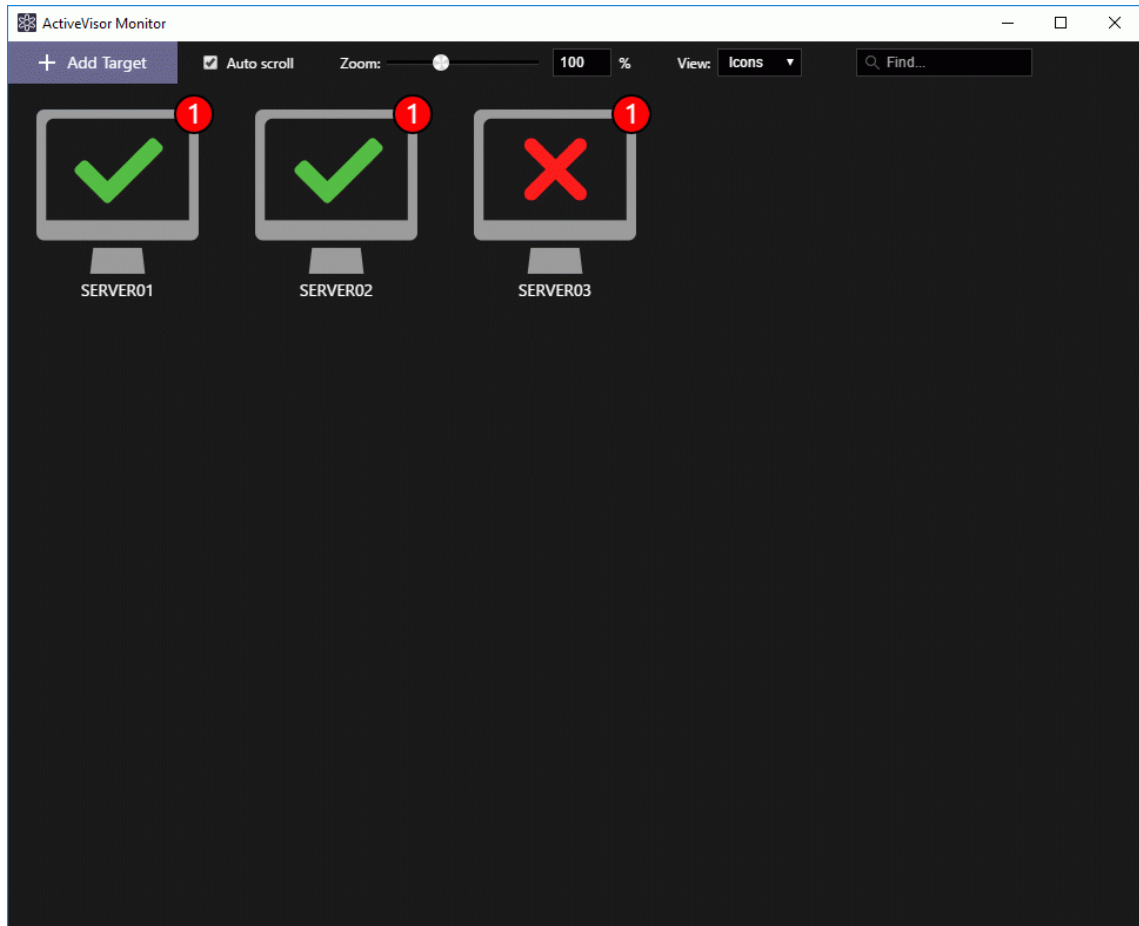 ActiveVisor Monitor
+ Add Target Auto scroll Zoom: 100 % View: Icons ▼ Find...
1 1 1
SERVER01 SERVER02 SERVER03